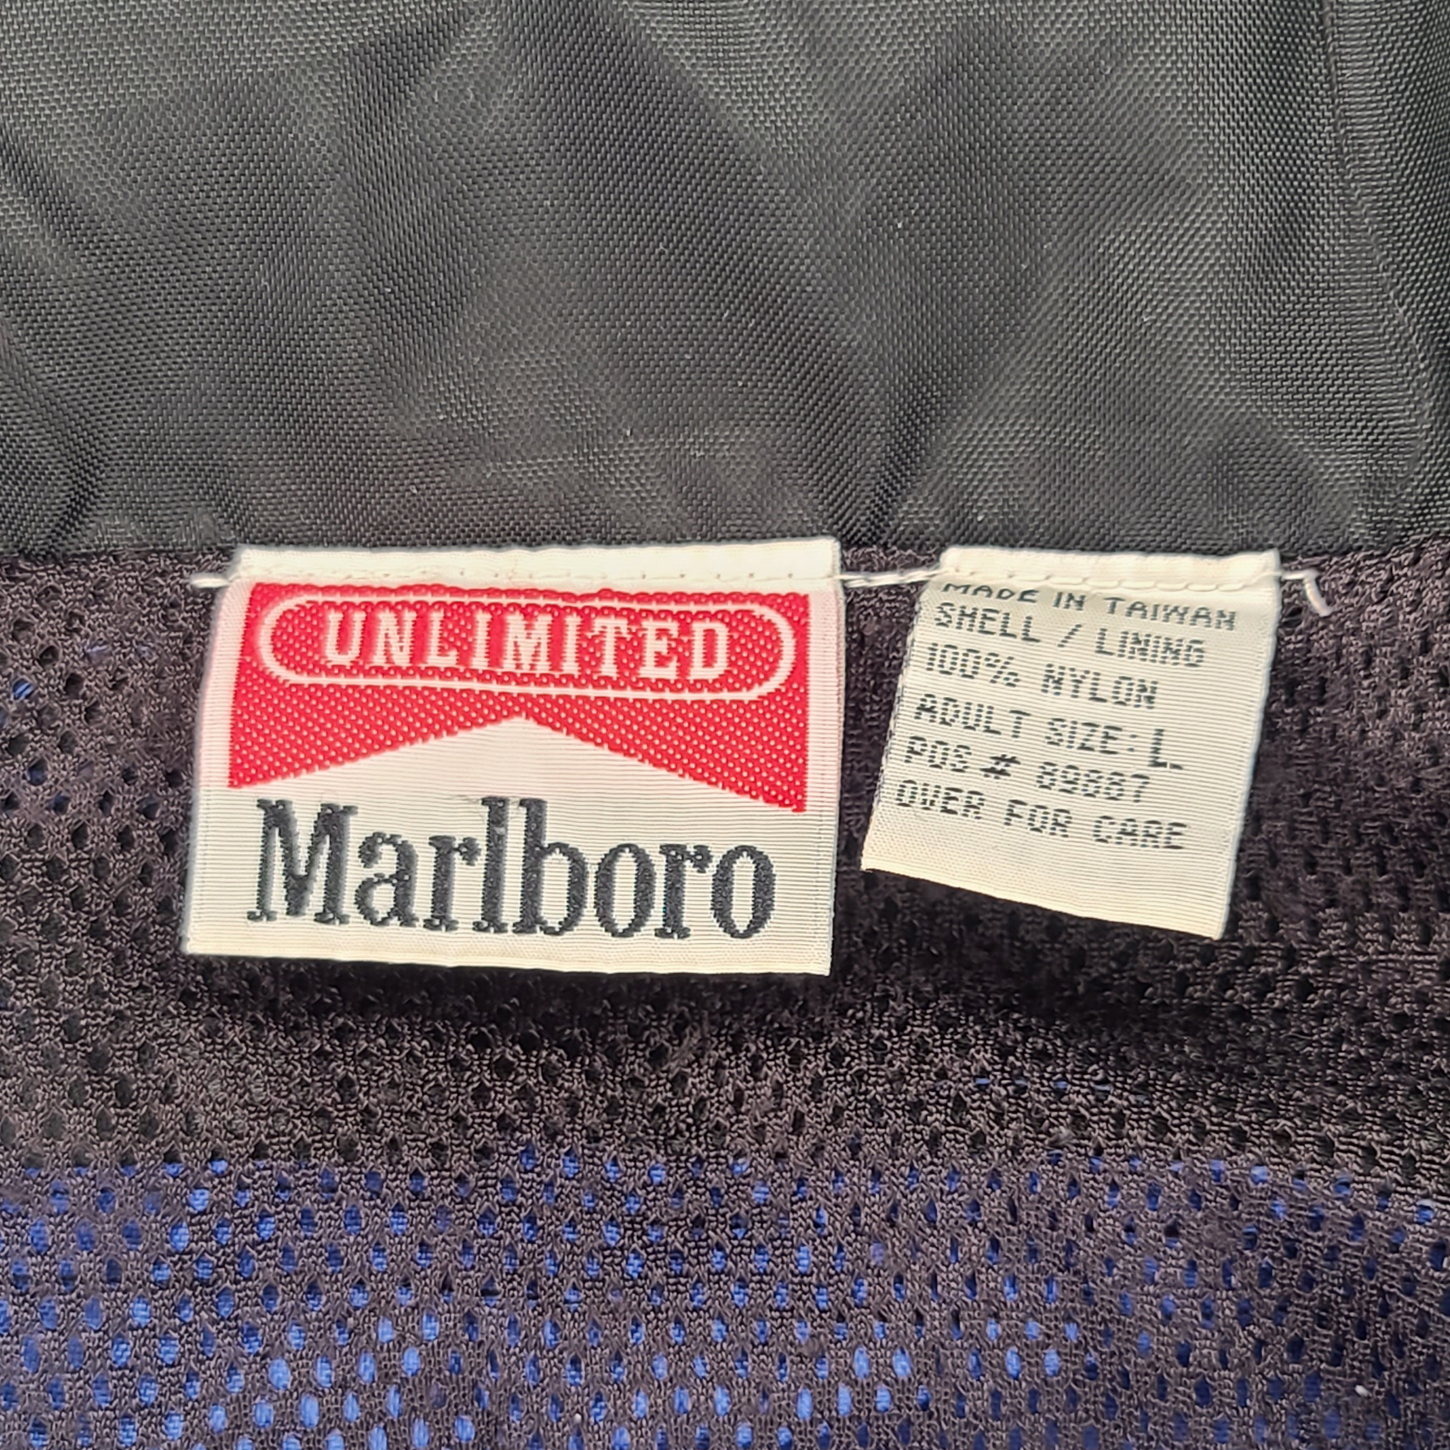 UNLIMITED
Marlboro
MADE IN TAIWAN
SHELL / LINING
100% NYLON
ADULT SIZE: L
POS # 89887
OVER FOR CARE